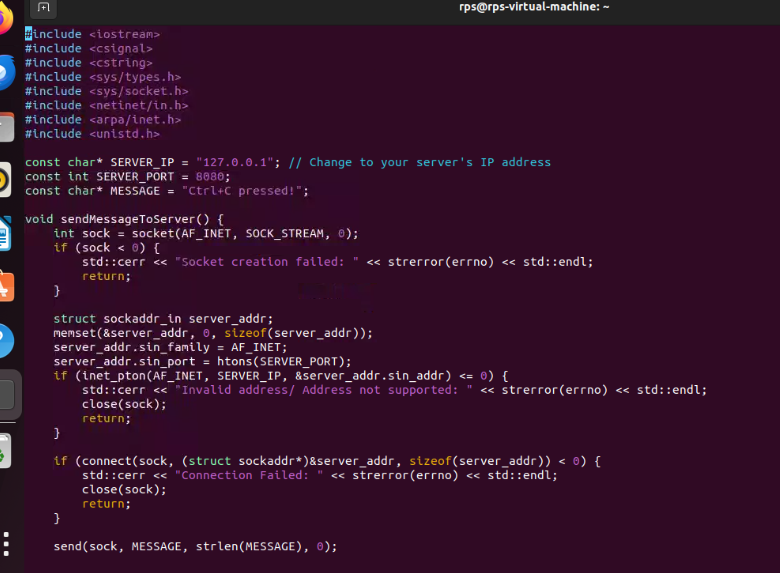 rps@rps-virtual-machine: ~
#include <iostream>
#include <csignal>
#include <cstring>
#include <sys/types.h>
#include <sys/socket.h>
#include <netinet/in.h>
#include <arpa/inet.h>
#include <unistd.h>

const char* SERVER_IP = "127.0.0.1"; // Change to your server's IP address
const int SERVER_PORT = 8080;
const char* MESSAGE = "Ctrl+C pressed!";

void sendMessageToServer() {
    int sock = socket(AF_INET, SOCK_STREAM, 0);
    if (sock < 0) {
        std::cerr << "Socket creation failed: " << strerror(errno) << std::endl;
        return;
    }

    struct sockaddr_in server_addr;
    memset(&server_addr, 0, sizeof(server_addr));
    server_addr.sin_family = AF_INET;
    server_addr.sin_port = htons(SERVER_PORT);
    if (inet_pton(AF_INET, SERVER_IP, &server_addr.sin_addr) <= 0) {
        std::cerr << "Invalid address/ Address not supported: " << strerror(errno) << std::endl;
        close(sock);
        return;
    }

    if (connect(sock, (struct sockaddr*)&server_addr, sizeof(server_addr)) < 0) {
        std::cerr << "Connection Failed: " << strerror(errno) << std::endl;
        close(sock);
        return;
    }

    send(sock, MESSAGE, strlen(MESSAGE), 0);